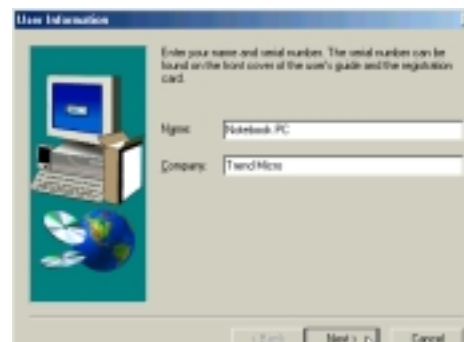 User Information
Enter your name and serial number. The serial number can be
found on the front cover of the user's guide and the registration
card.
Name: Notebook PC
Company: Trend Micro
< Back Next > Cancel